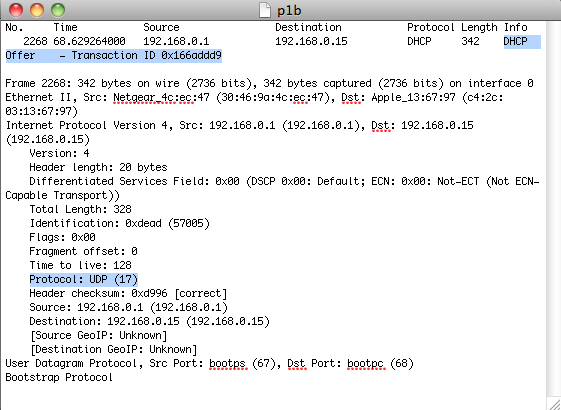 p1b
No. Time Source Destination Protocol Length Info
2268 68.629264000 192.168.0.1 192.168.0.15 DHCP 342 DHCP
Offer – Transaction ID 0x166addd9
Frame 2268: 342 bytes on wire (2736 bits), 342 bytes captured (2736 bits) on interface 0
Ethernet II, Src: Netgear_4c:ec:47 (30:46:9a:4c:ec:47), Dst: Apple_13:67:97 (c4:2c:
03:13:67:97)
Internet Protocol Version 4, Src: 192.168.0.1 (192.168.0.1), Dst: 192.168.0.15
(192.168.0.15)
Version: 4
Header length: 20 bytes
Differentiated Services Field: 0x00 (DSCP 0x00: Default; ECN: 0x00: Not-ECT (Not ECN-
Capable Transport))
Total Length: 328
Identification: 0xdead (57005)
Flags: 0x00
Fragment offset: 0
Time to live: 128
Protocol: UDP (17)
Header checksum: 0xd996 [correct]
Source: 192.168.0.1 (192.168.0.1)
Destination: 192.168.0.15 (192.168.0.15)
[Source GeoIP: Unknown]
[Destination GeoIP: Unknown]
User Datagram Protocol, Src Port: bootps (67), Dst Port: bootpc (68)
Bootstrap Protocol